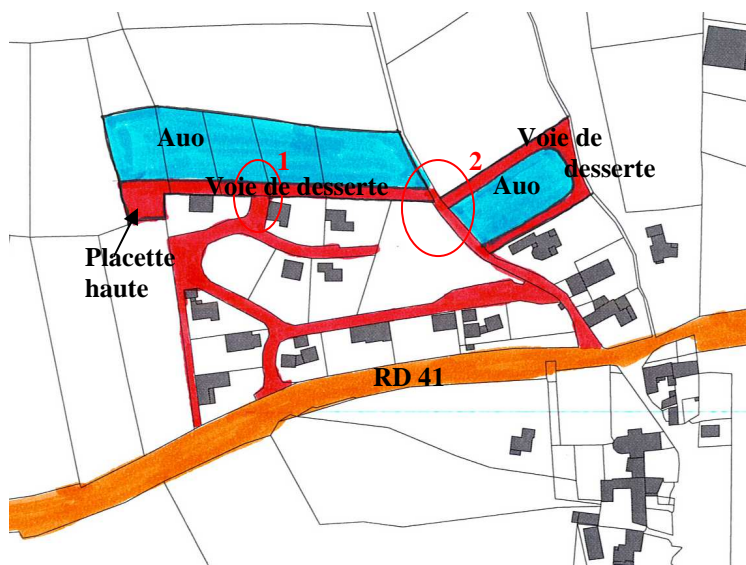 Auo
1
2
Voie de
desserte
Voie de desserte
Auo
Placette
haute
RD 41